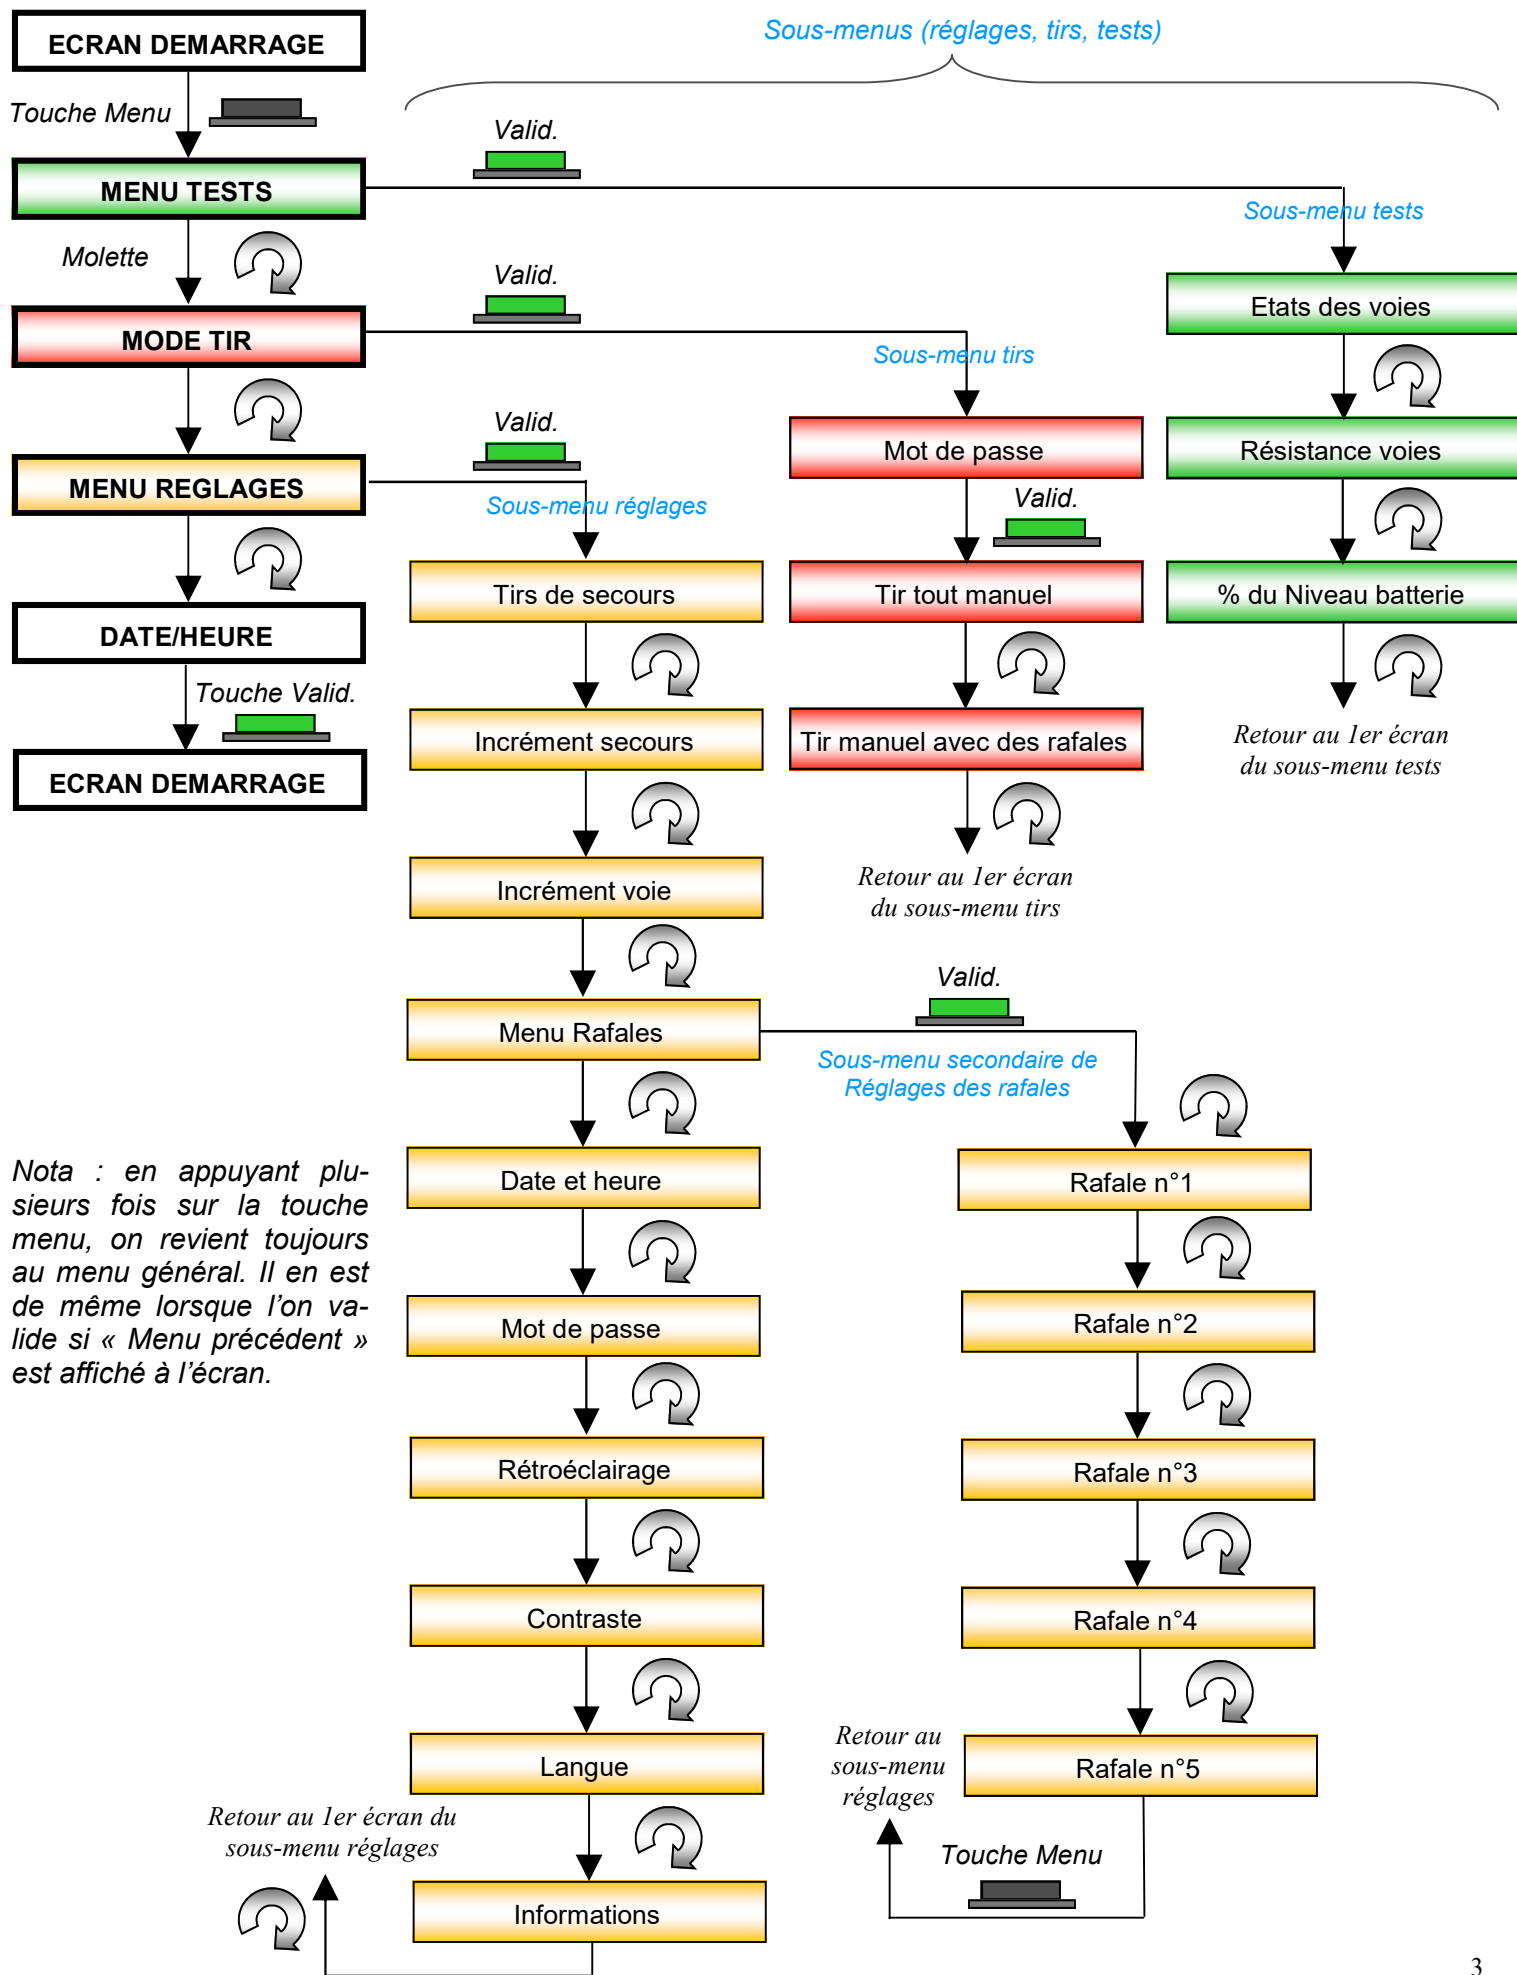 ECRAN DEMARRAGE
Sous-menus (réglages, tirs, tests)
Touche Menu
Valid.
MENU TESTS
Sous-menu tests
Molette
Valid.
Etats des voies
MODE TIR
Sous-menu tirs
Valid.
Mot de passe
Résistance voies
MENU REGLAGES
Sous-menu réglages
Valid.
Tirs de secours
Tir tout manuel
% du Niveau batterie
DATE/HEURE
Touche Valid.
Incrément secours
Tir manuel avec des rafales
Retour au 1er écran
du sous-menu tests
ECRAN DEMARRAGE
Incrément voie
Retour au 1er écran
du sous-menu tirs
Valid.
Menu Rafales
Sous-menu secondaire de
Réglages des rafales
Nota : en appuyant plu-
sieurs fois sur la touche
menu, on revient toujours
au menu général. Il en est
de même lorsque l'on va-
lide si « Menu précédent »
est affiché à l'écran.
Date et heure
Rafale n°1
Mot de passe
Rafale n°2
Rétroéclairage
Rafale n°3
Contraste
Rafale n°4
Langue
Retour au
sous-menu
réglages
Rafale n°5
Retour au 1er écran du
sous-menu réglages
Touche Menu
Informations
3